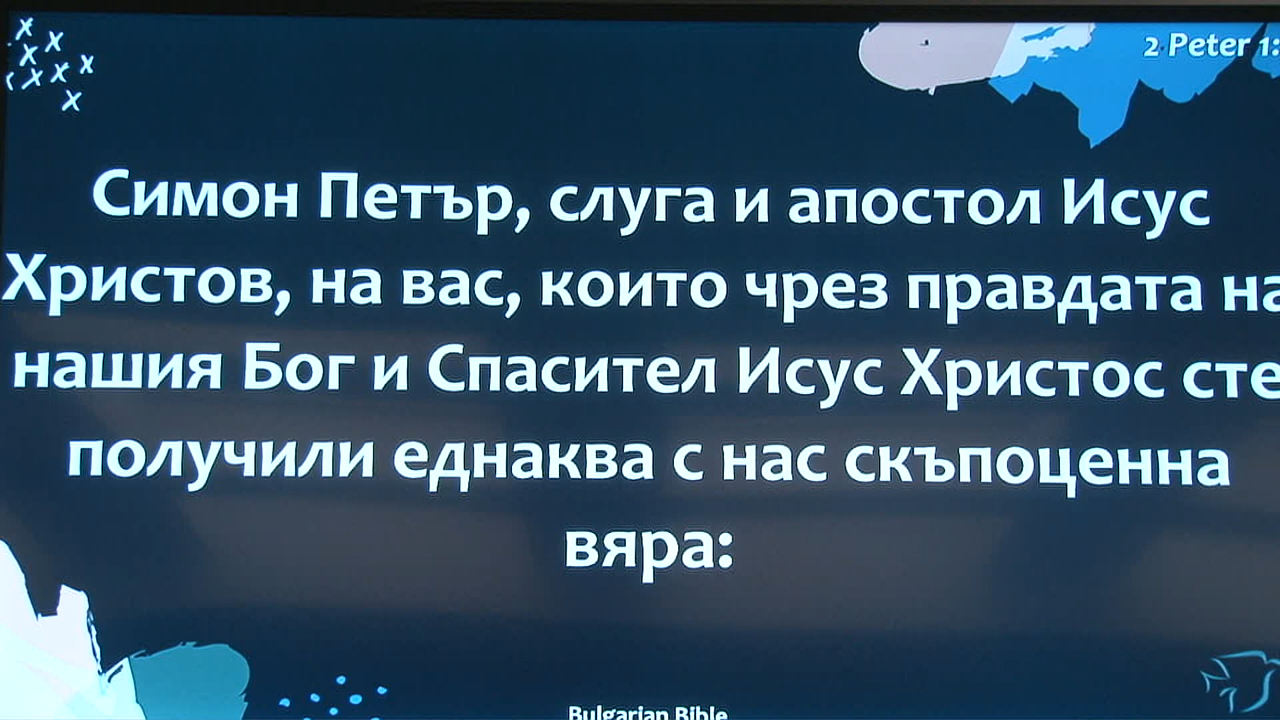 2 Peter 1:
Симон Петър, слуга и апостол Исус
Христов, на вас, които чрез правдата на
нашия Бог и Спасител Исус Христос сте
получили еднаква с нас скъпоценна
вяра:
Bulgarian Bible